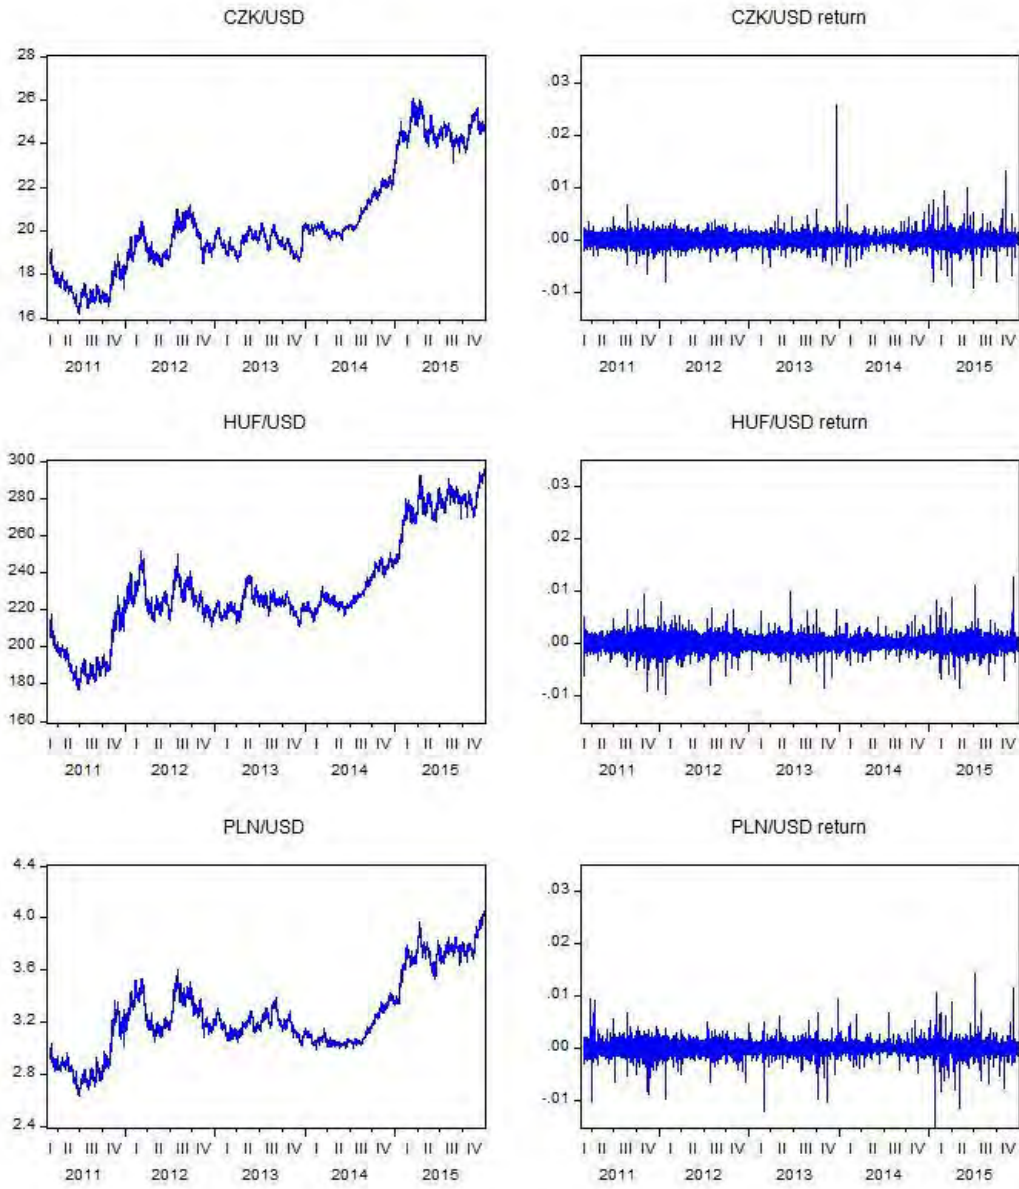 CZK/USD
28
26
24
22
20
18
16
I II III IV I II III IV I II III IV I II III IV I II III IV
2011 2012 2013 2014 2015
CZK/USD return
.03
.02
.01
.00
-.01
I II III IV I II III IV I II III IV I II III IV I II III IV
2011 2012 2013 2014 2015
HUF/USD
300
280
260
240
220
200
180
160
I II III IV I II III IV I II III IV I II III IV I II III IV
2011 2012 2013 2014 2015
HUF/USD return
.03
.02
.01
.00
-.01
I II III IV I II III IV I II III IV I II III IV I II III IV
2011 2012 2013 2014 2015
PLN/USD
4.4
4.0
3.6
3.2
2.8
2.4
I II III IV I II III IV I II III IV I II III IV I II III IV
2011 2012 2013 2014 2015
PLN/USD return
.03
.02
.01
.00
-.01
I II III IV I II III IV I II III IV I II III IV I II III IV
2011 2012 2013 2014 2015